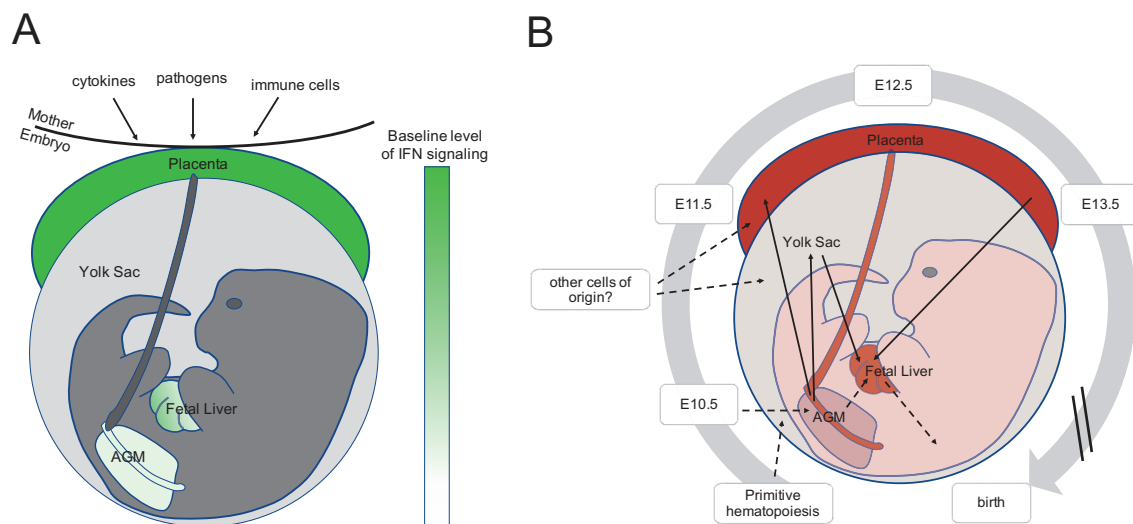 A
cytokines
pathogens
immune cells
Mother
Embryo
Placenta
Baseline level
of IFN signaling
Yolk Sac
Fetal Liver
AGM
B
E12.5
Placenta
E11.5
E13.5
Yolk Sac
other cells of
origin?
Fetal Liver
E10.5
AGM
Primitive
hematopoiesis
birth